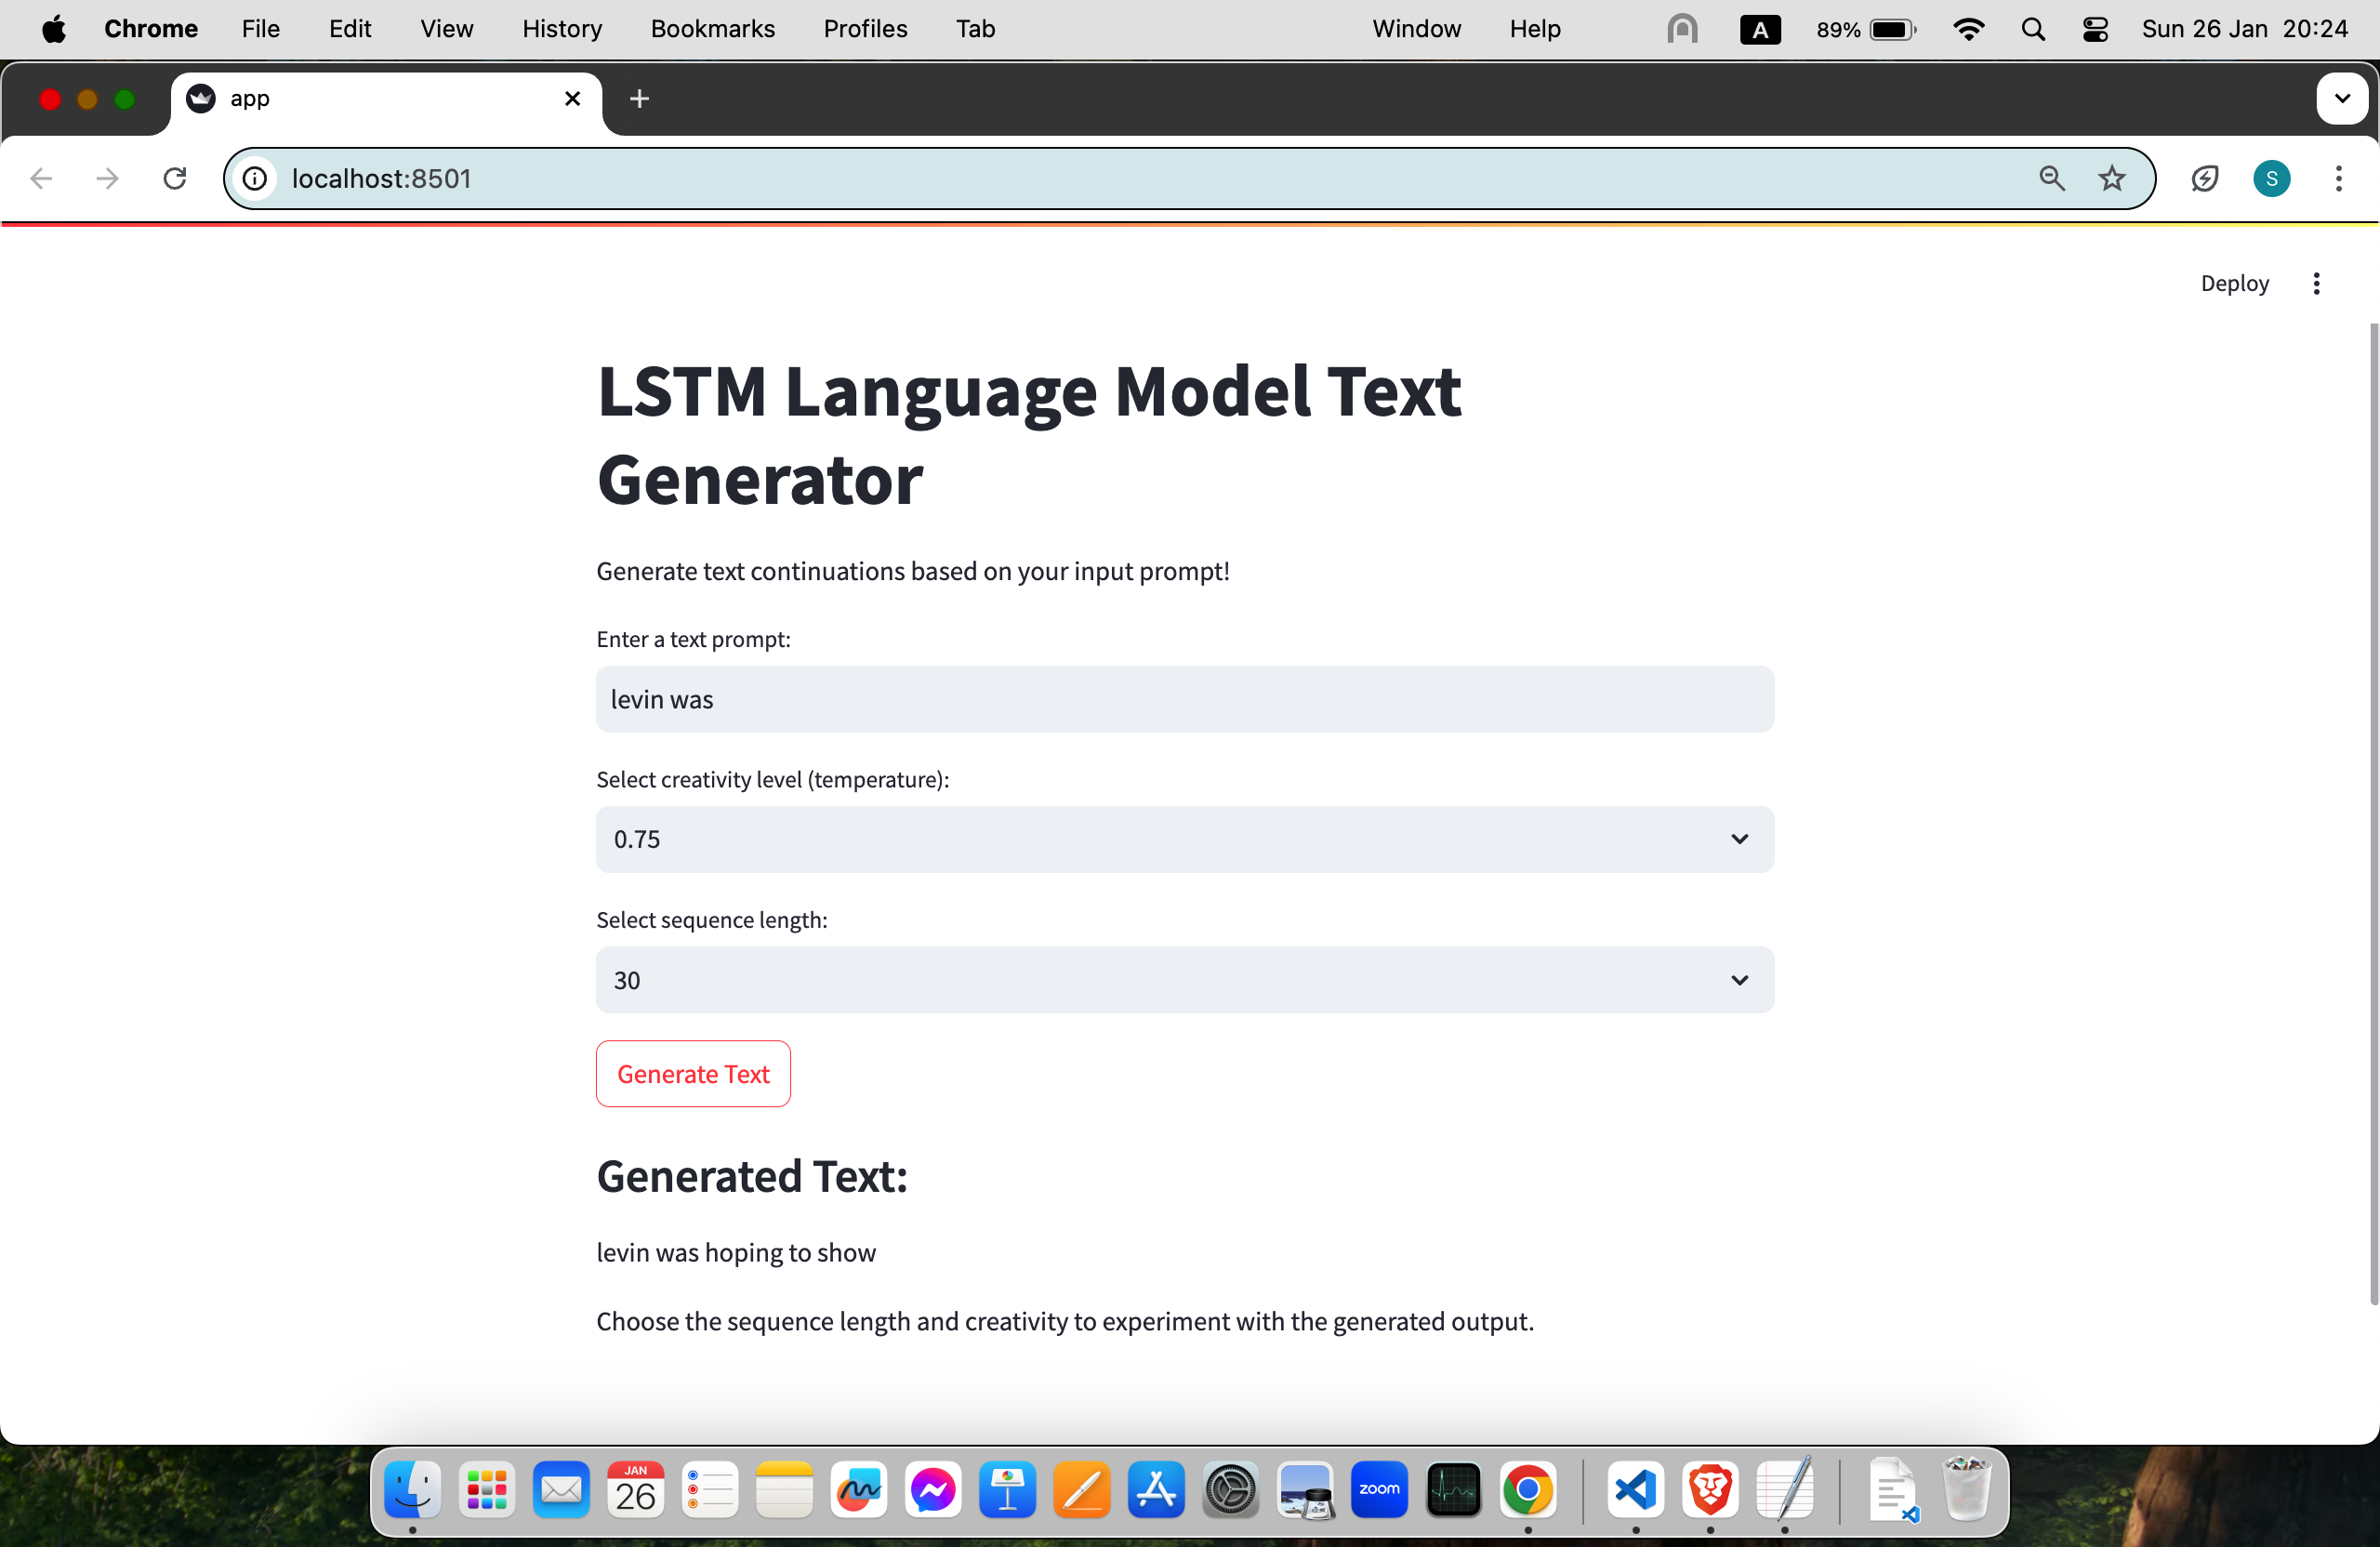 Chrome File Edit View History Bookmarks Profiles Tab Window Help A 89% Sun 26 Jan 20:24
app
localhost:8501 S
Deploy
LSTM Language Model Text
Generator
Generate text continuations based on your input prompt!
Enter a text prompt:
levin was
Select creativity level (temperature):
0.75
Select sequence length:
30
Generate Text
Generated Text:
levin was hoping to show
Choose the sequence length and creativity to experiment with the generated output.
JAN
26
zoom